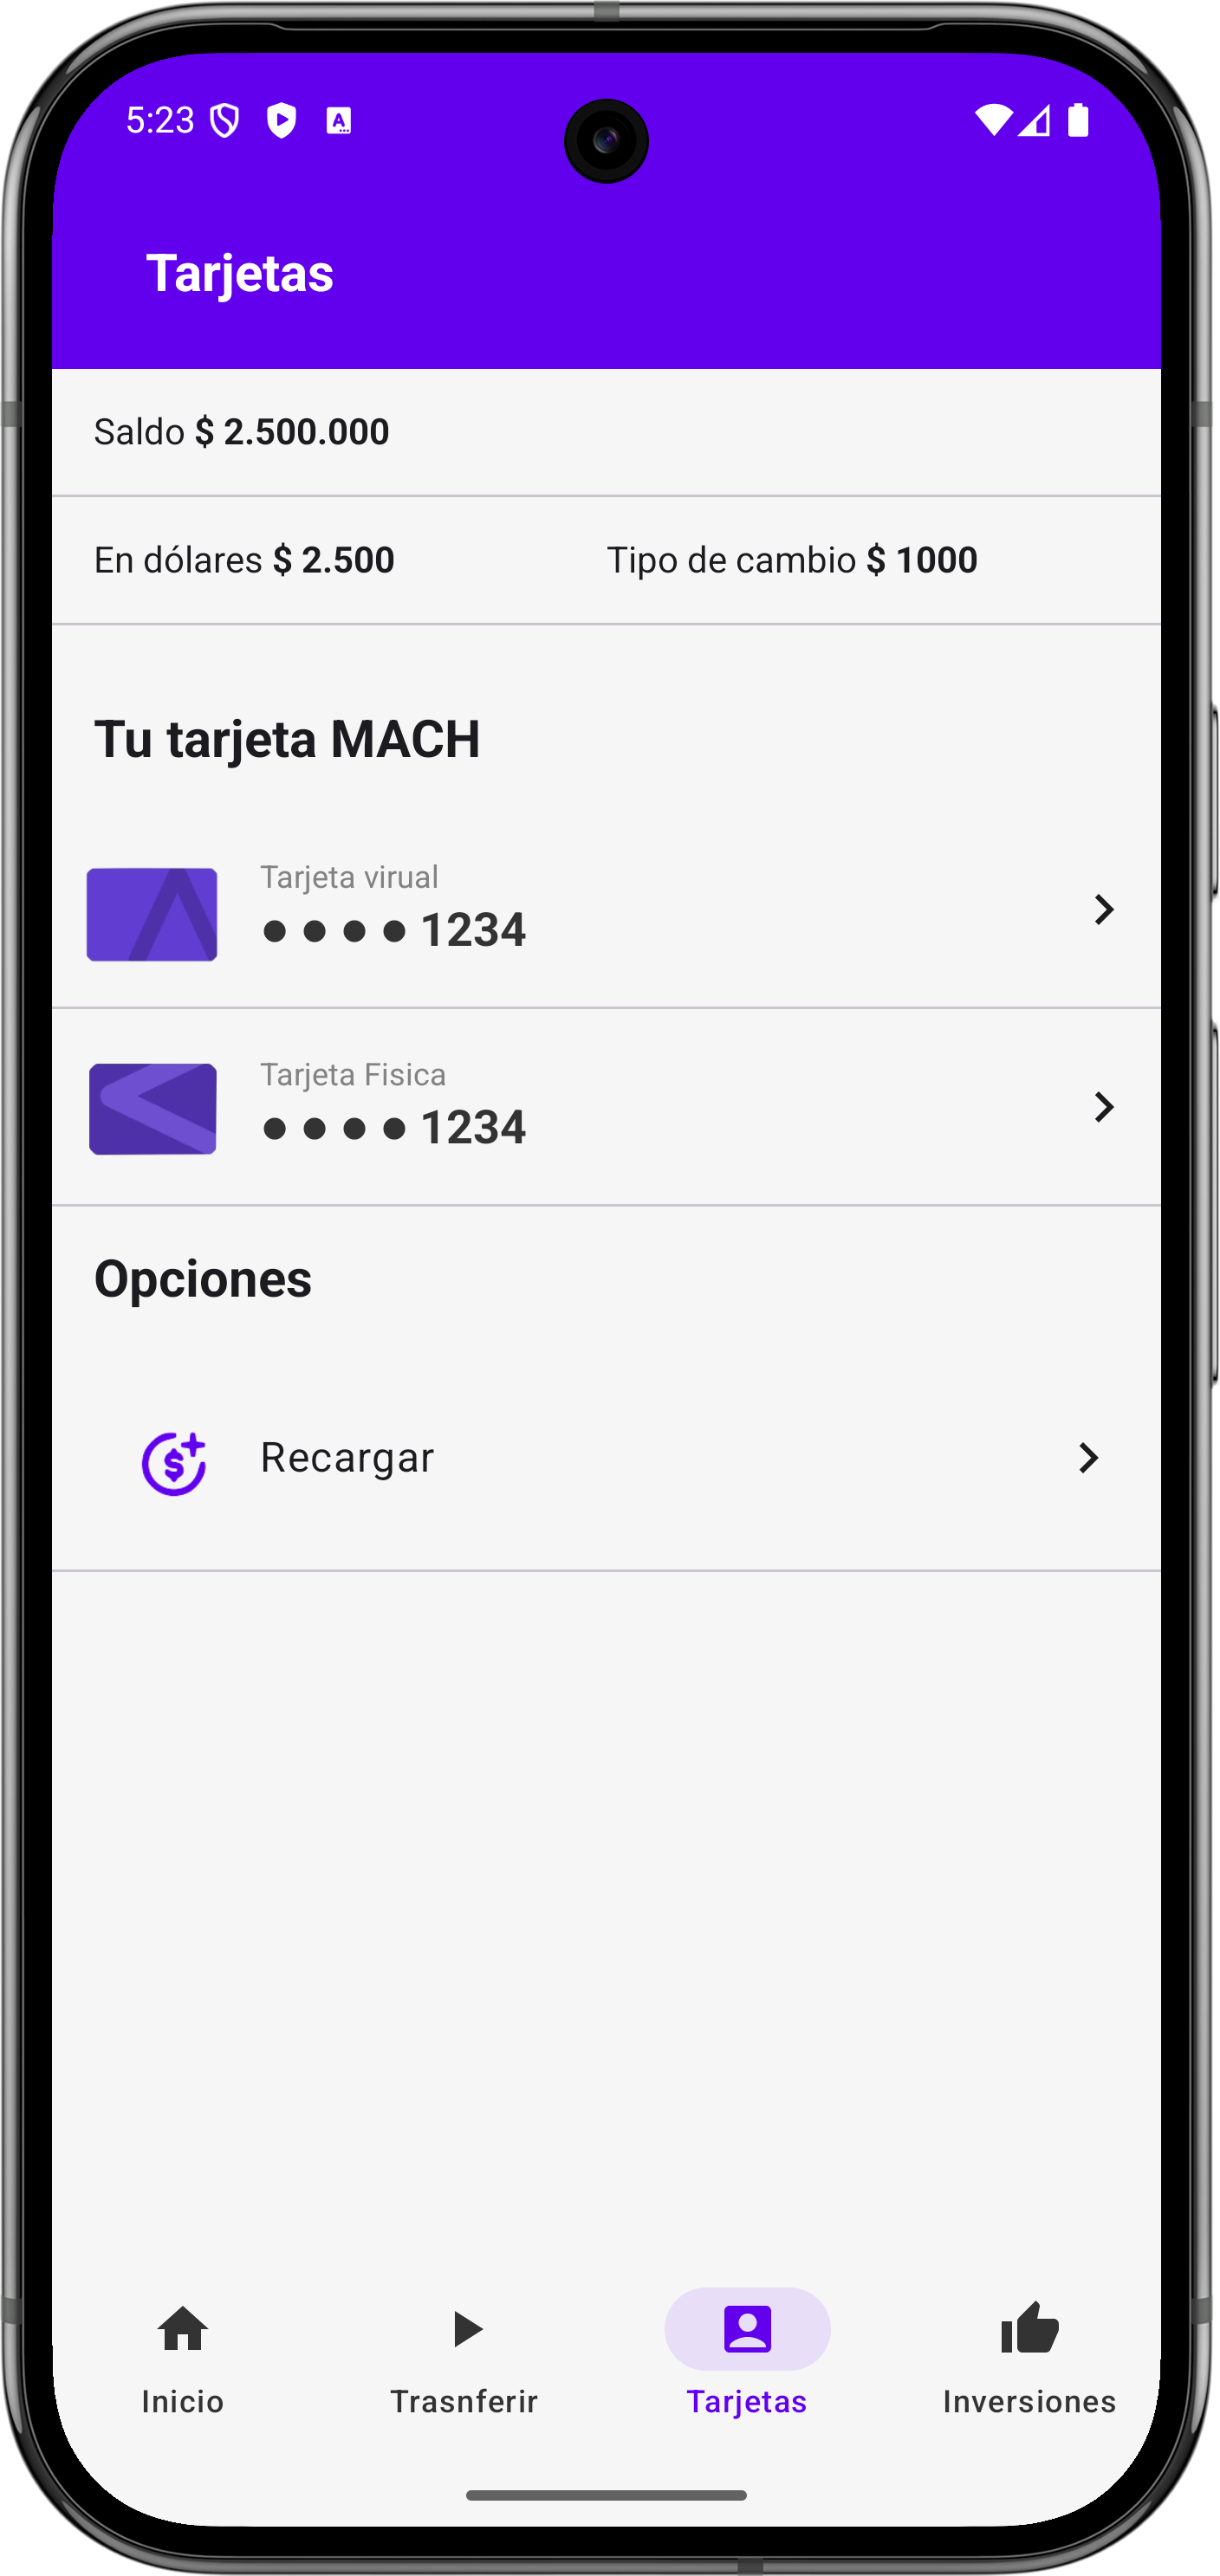 5:23
Tarjetas
Saldo $ 2.500.000
En dólares $ 2.500 Tipo de cambio $ 1000
Tu tarjeta MACH
Tarjeta virual
● ● ● ● 1234
Tarjeta Fisica
● ● ● ● 1234
Opciones
Recargar
Inicio Trasnferir Tarjetas Inversiones